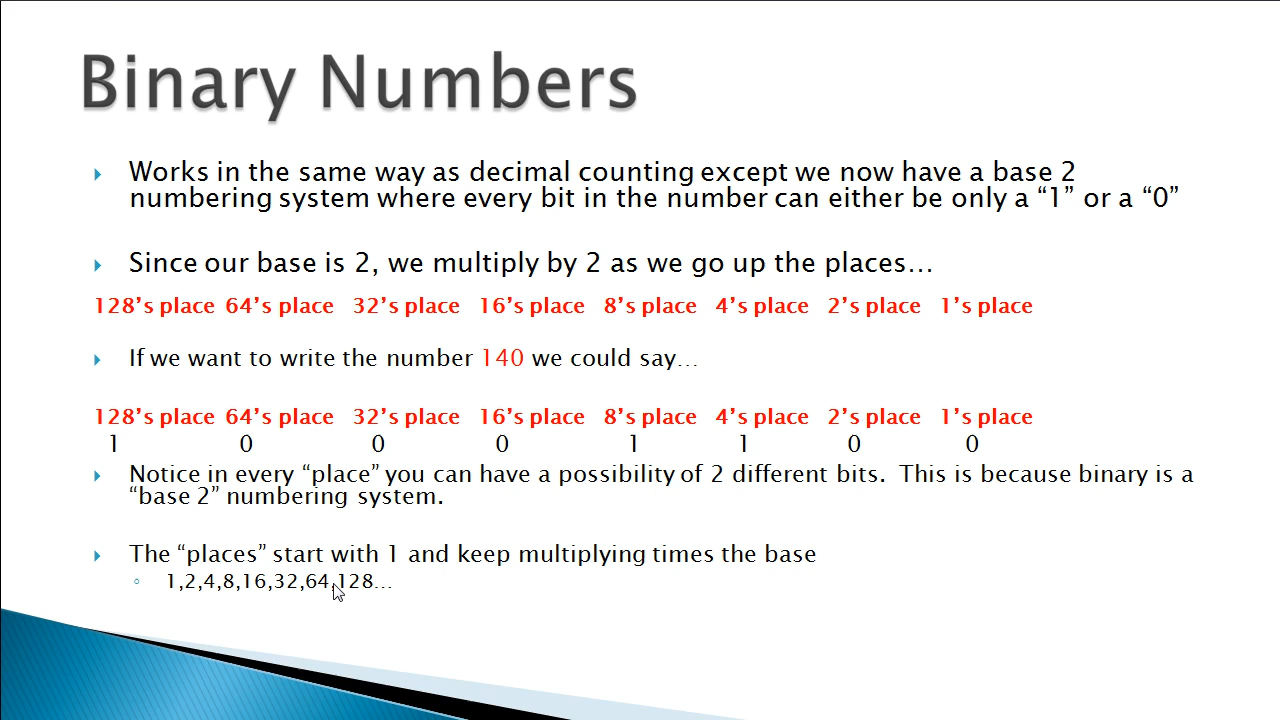 Binary Numbers
Works in the same way as decimal counting except we now have a base 2
numbering system where every bit in the number can either be only a “1” or a “0”
Since our base is 2, we multiply by 2 as we go up the places…
128’s place 64’s place 32’s place 16’s place 8’s place 4’s place 2’s place 1’s place
If we want to write the number 140 we could say…
128’s place 64’s place 32’s place 16’s place 8’s place 4’s place 2’s place 1’s place
1 0 0 0 1 1 0 0
Notice in every “place” you can have a possibility of 2 different bits. This is because binary is a
“base 2” numbering system.
The “places” start with 1 and keep multiplying times the base
1,2,4,8,16,32,64,128…